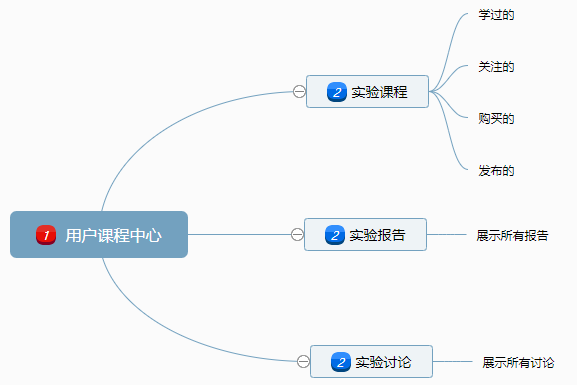 学过的
关注的
2 实验课程
购买的
发布的
1 用户课程中心
2 实验报告
展示所有报告
2 实验讨论
展示所有讨论